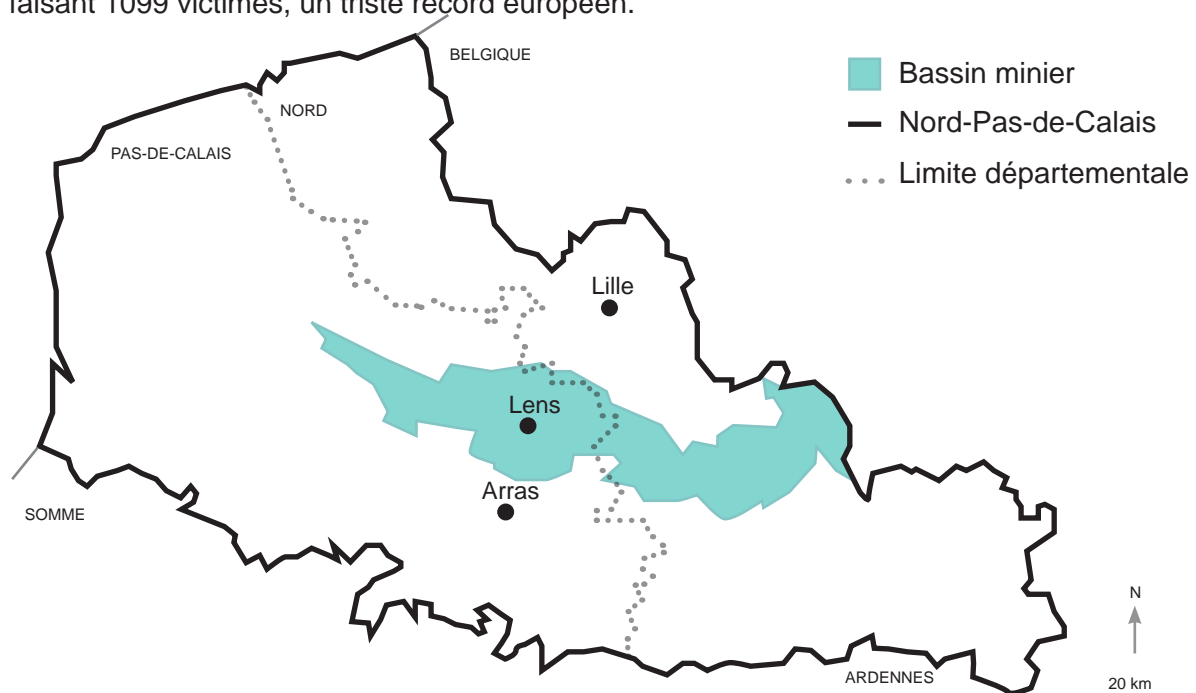 faisant 1099 victimes, un triste record européen.
BELGIQUE
NORD
PAS-DE-CALAIS
Bassin minier
Nord-Pas-de-Calais
Limite départementale
Lille
Lens
Arras
SOMME
ARDENNES
N
20 km